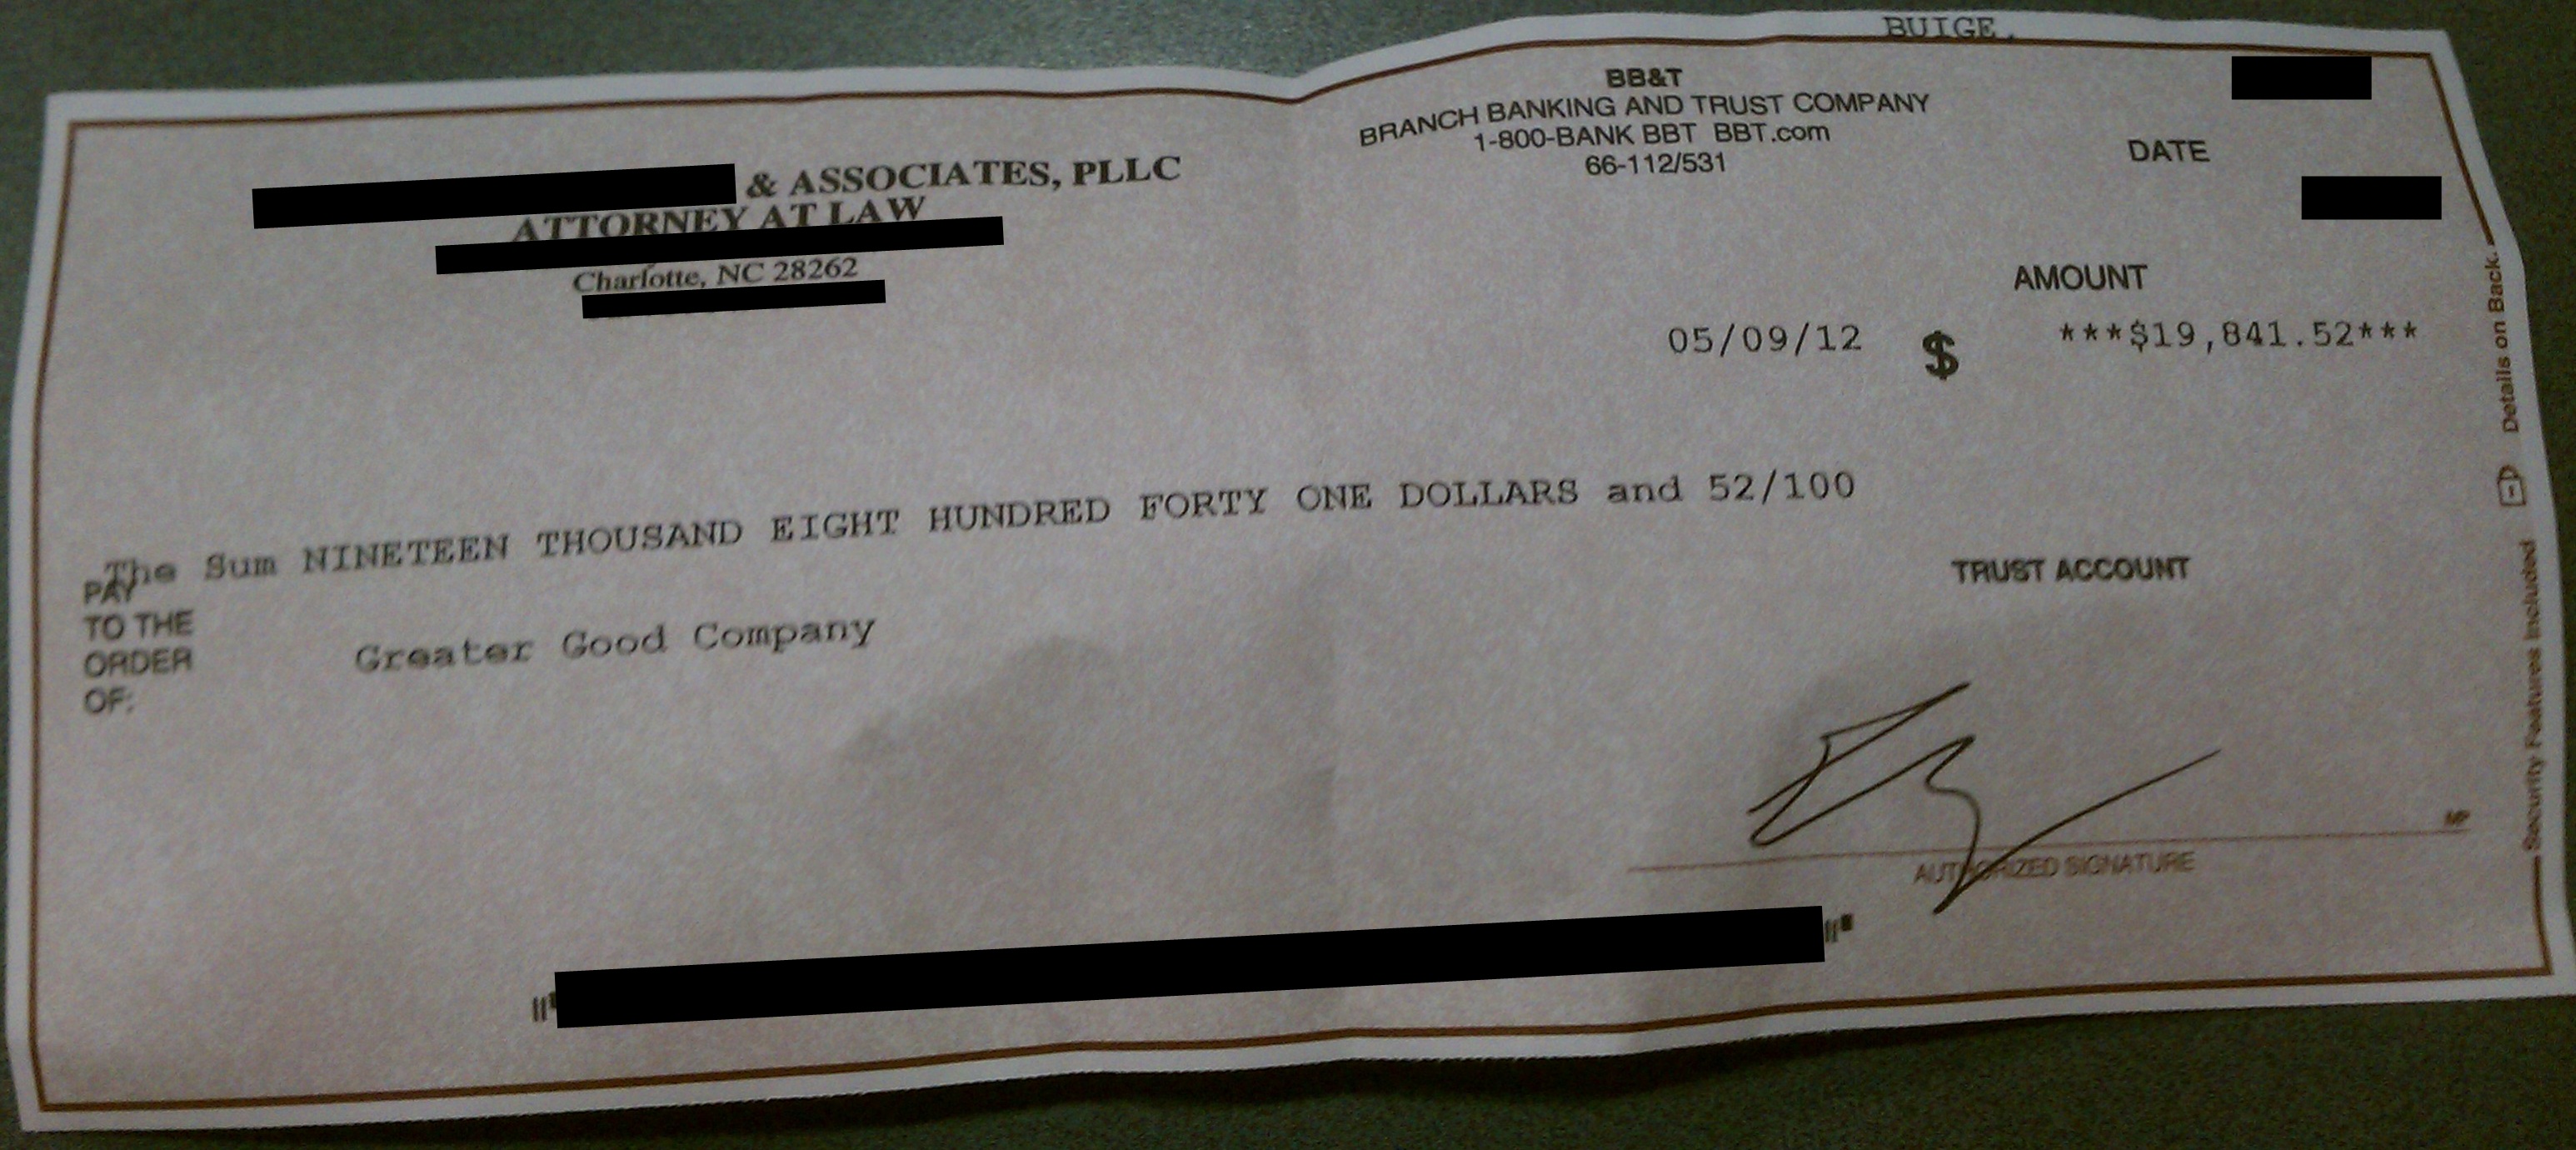 BUIGE.
BB&T
BRANCH BANKING AND TRUST COMPANY
1-800-BANK BBT BBT.com
66-112/531
& ASSOCIATES, PLLC
ATTORNEY AT LAW
Charlotte, NC 28262
DATE
AMOUNT
05/09/12 $ ***$19,841.52***
The Sum NINETEEN THOUSAND EIGHT HUNDRED FORTY ONE DOLLARS and 52/100
PAY
TO THE
ORDER
OF:
Greater Good Company
TRUST ACCOUNT
AUTHORIZED SIGNATURE
MP
Security Features Included
Details on Back.